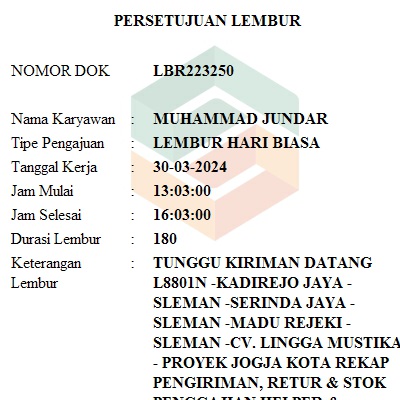 PERSETUJUAN LEMBUR
NOMOR DOK LBR223250
Nama Karyawan : MUHAMMAD JUNDAR
Tipe Pengajuan : LEMBUR HARI BIASA
Tanggal Kerja : 30-03-2024
Jam Mulai : 13:03:00
Jam Selesai : 16:03:00
Durasi Lembur : 180
Keterangan : TUNGGU KIRIMAN DATANG
Lembur L8801N -KADIREJO JAYA -
SLEMAN -SERINDA JAYA -
SLEMAN -MADU REJEKI -
SLEMAN -CV. LINGGA MUSTIKA
- PROYEK JOGJA KOTA REKAP
PENGIRIMAN, RETUR & STOK
PENGGAJIAN HELPER &